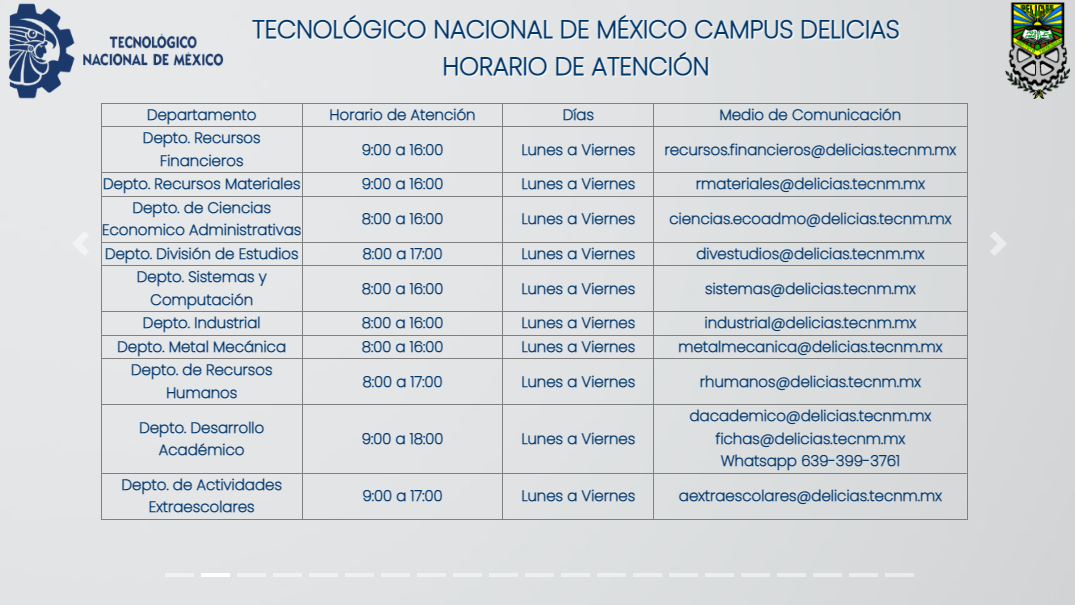 TECNOLÓGICO NACIONAL DE MÉXICO CAMPUS DELICIAS
HORARIO DE ATENCIÓN
TECNOLÓGICO
NACIONAL DE MÉXICO
DELICIAS
Departamento Horario de Atención Días Medio de Comunicación
Depto. Recursos
Financieros 9:00 a 16:00 Lunes a Viernes recursos.financieros@delicias.tecnm.mx
Depto. Recursos Materiales 9:00 a 16:00 Lunes a Viernes rmateriales@delicias.tecnm.mx
Depto. de Ciencias
Economico Administrativas 8:00 a 16:00 Lunes a Viernes ciencias.ecoadmo@delicias.tecnm.mx
Depto. División de Estudios 8:00 a 17:00 Lunes a Viernes divestudios@delicias.tecnm.mx
Depto. Sistemas y
Computación 8:00 a 16:00 Lunes a Viernes sistemas@delicias.tecnm.mx
Depto. Industrial 8:00 a 16:00 Lunes a Viernes industrial@delicias.tecnm.mx
Depto. Metal Mecánica 8:00 a 16:00 Lunes a Viernes metalmecanica@delicias.tecnm.mx
Depto. de Recursos
Humanos 8:00 a 17:00 Lunes a Viernes rhumanos@delicias.tecnm.mx
Depto. Desarrollo
Académico 9:00 a 18:00 Lunes a Viernes dacademico@delicias.tecnm.mx
fichas@delicias.tecnm.mx
Whatsapp 639-399-3761
Depto. de Actividades
Extraescolares 9:00 a 17:00 Lunes a Viernes aextraescolares@delicias.tecnm.mx